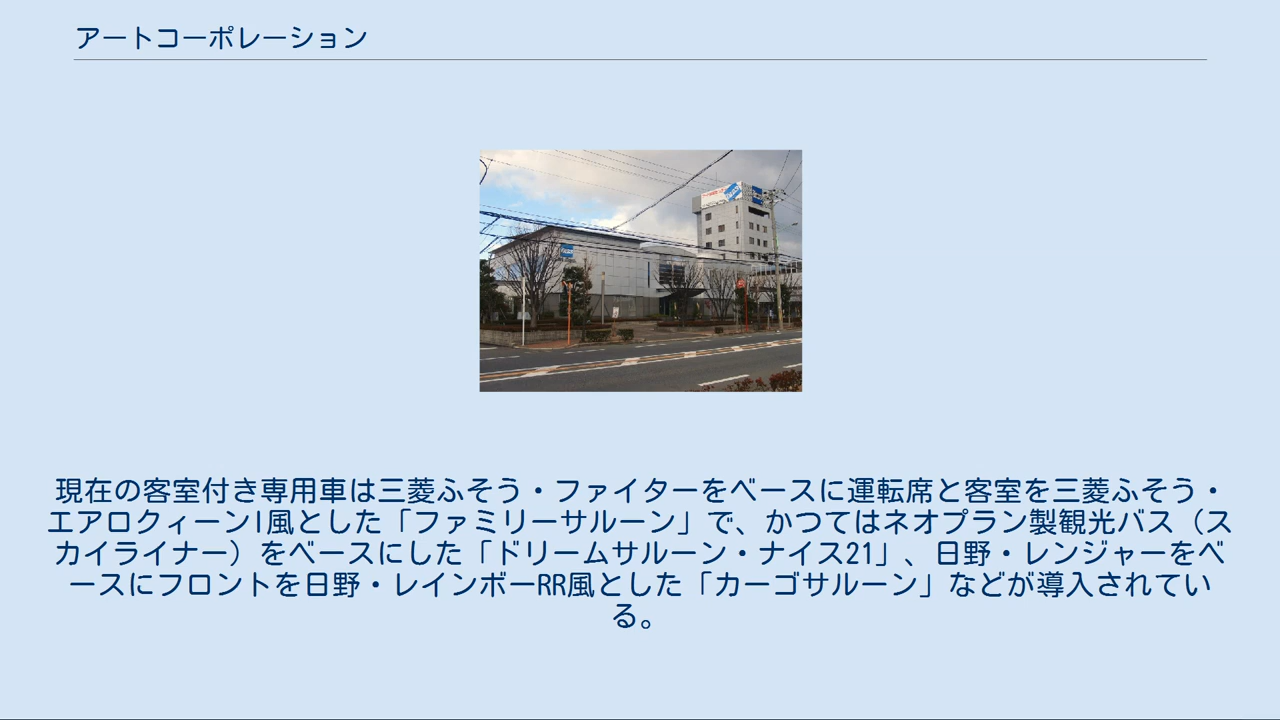 アートコーポレーション
現在の客室付き専用車は三菱ふそう・ファイターをベースに運転席と客室を三菱ふそう・
エアロクィーンI風とした「ファミリーサルーン」で、かつてはネオプラン製観光バス（ス
カイライナー）をベースにした「ドリームサルーン・ナイス21」、日野・レンジャーをベ
ースにフロントを日野・レインボーRR風とした「カーゴサルーン」などが導入されてい
る。